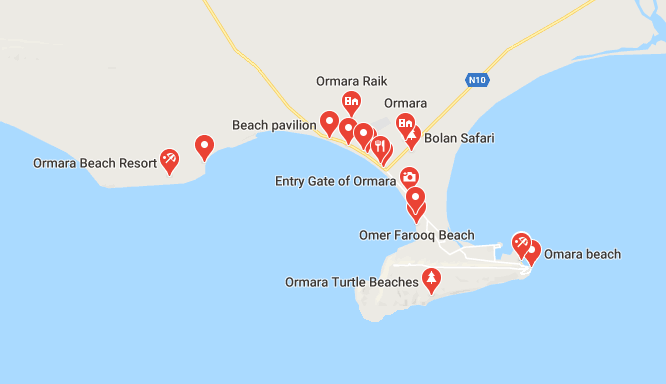 Ormara Raik
N10
Ormara
Beach pavilion
Bolan Safari
Ormara Beach Resort
Entry Gate of Ormara
Omer Farooq Beach
Omara beach
Ormara Turtle Beaches